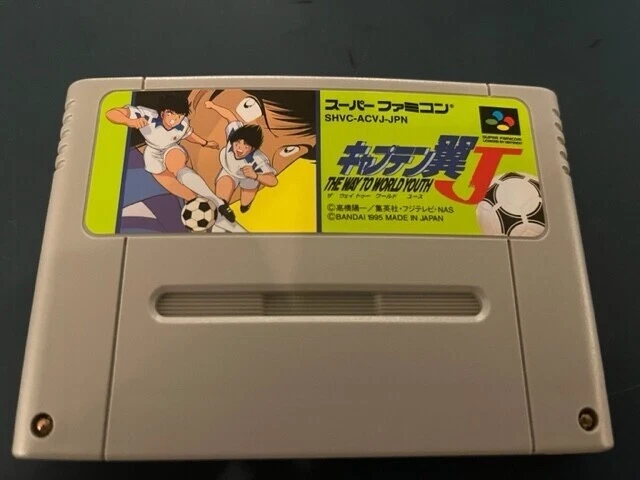 スーパーファミコン®
SHVC-ACVJ-JPN
SUPER FAMICOM
キャプテン翼J
THE WAY TO WORLD YOUTH
ザ ウェイ トゥー ワールド ユース
©高橋陽一/集英社・フジテレビ・NAS
©BANDAI 1995 MADE IN JAPAN